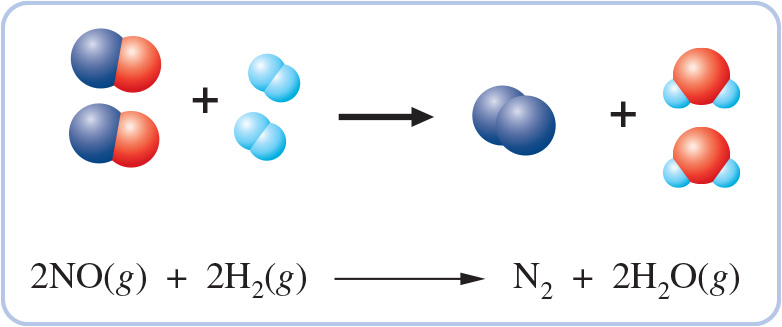 + +
2NO(g) + 2H₂(g) ⟶ N₂ + 2H₂O(g)